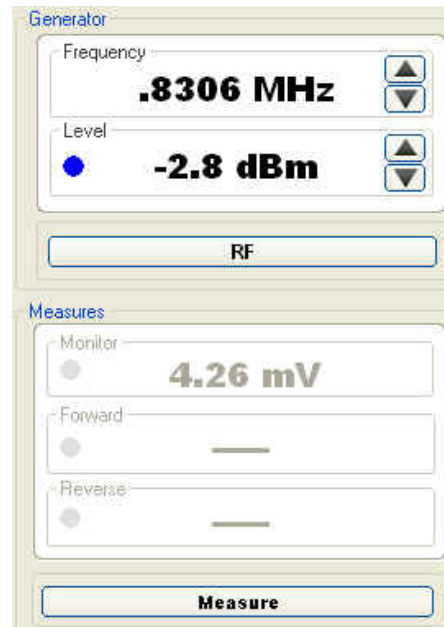 Generator
Frequency
.8306 MHz
Level
-2.8 dBm
RF
Measures
Monitor
4.26 mV
Forward
—
Reverse
—
Measure